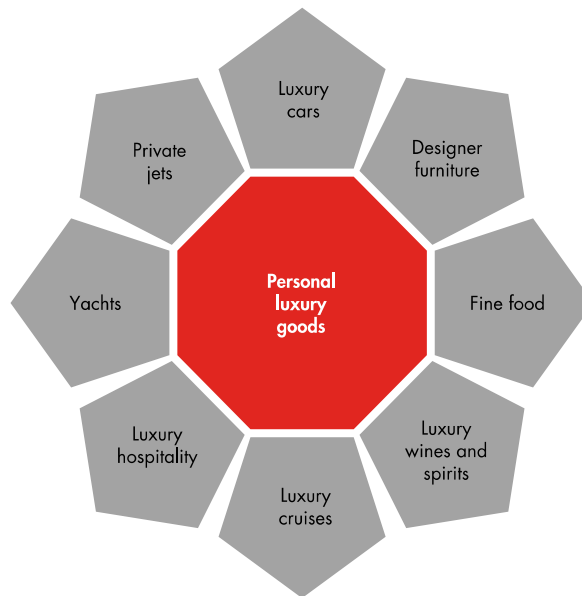 Luxury
cars
Designer
furniture
Fine food
Luxury
wines and
spirits
Luxury
cruises
Luxury
hospitality
Yachts
Private
jets
Personal
luxury
goods